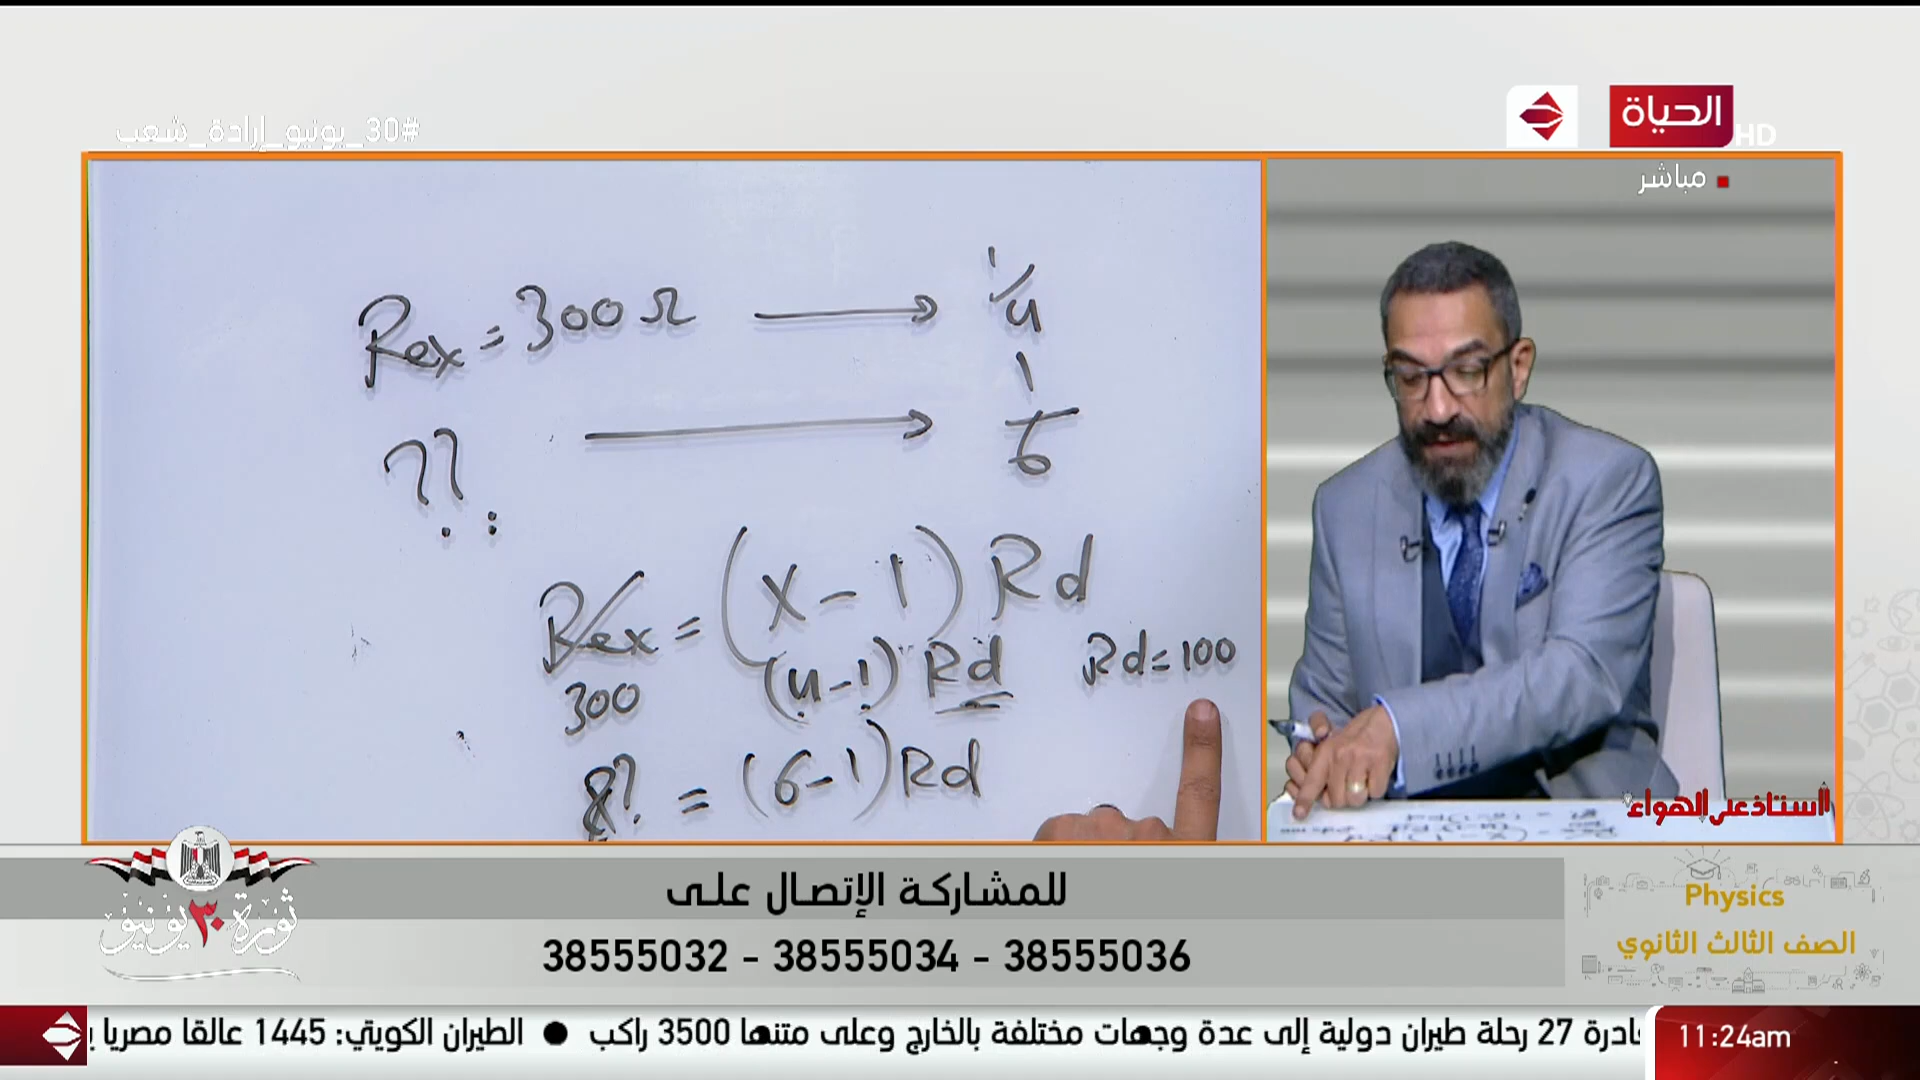 #30_يونيو_إرادة_شعب
الحياة
HD
مباشر
Rex = 300 Ω → 1/4
?? → 1/6
Rex = (X - 1) Rd
300 (4-1) Rd Rd = 100
? = (6-1) Rd
أستاذ على الهواء
للمشاركة الإتصال على
38555032 - 38555034 - 38555036
Physics
الصف الثالث الثانوي
ثورة ٣٠ يونيو
غادرة 27 رحلة طيران دولية إلى عدة وجهات مختلفة بالخارج وعلى متنها 3500 راكب ● الطيران الكويتي: 1445 عالقا مصريا
11:24am